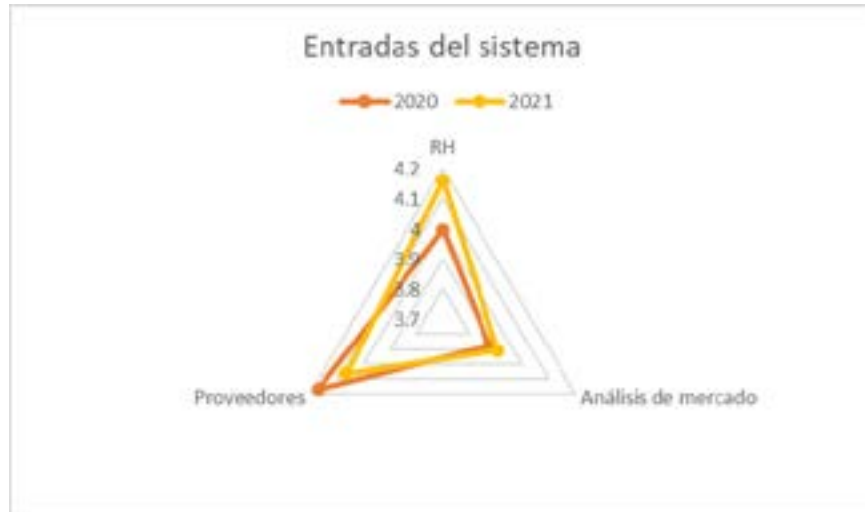 Entradas del sistema
2020 2021
RH
4.2
4.1
4
3.9
3.8
3.7
Proveedores
Análisis de mercado